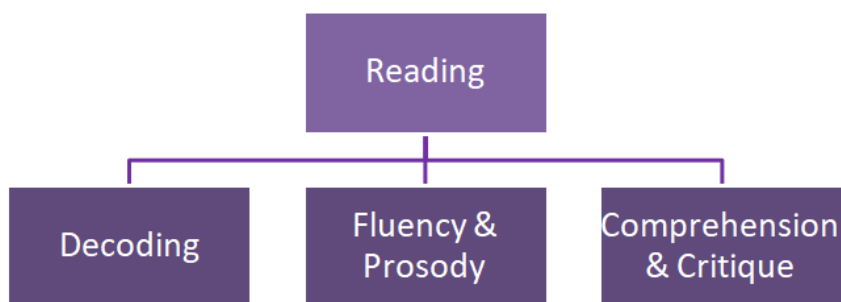 Reading
Decoding
Fluency &
Prosody
Comprehension
& Critique